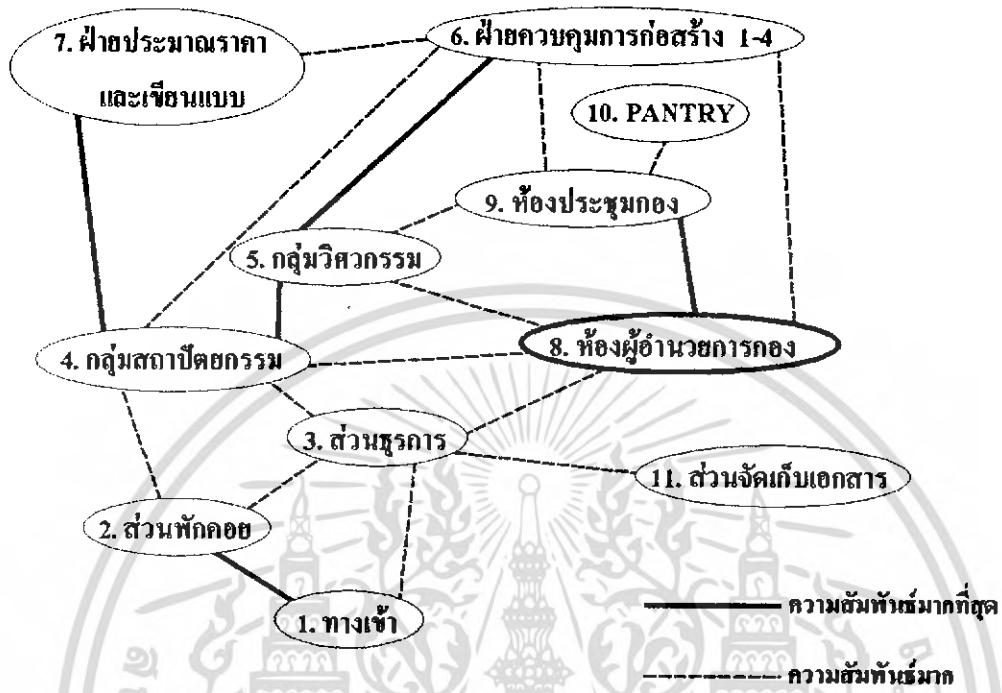 7. ฝ่ายประมาณราคา
และเขียนแบบ
6. ฝ่ายควบคุมการก่อสร้าง 1-4
10. PANTRY
9. ห้องประชุมกอง
5. กลุ่มวิศวกรรม
8. ห้องผู้อำนวยการกอง
4. กลุ่มสถาปัตยกรรม
3. ส่วนธุรการ
11. ส่วนจัดเก็บเอกสาร
2. ส่วนพักคอย
1. ทางเข้า
ความสัมพันธ์มากที่สุด
ความสัมพันธ์มาก